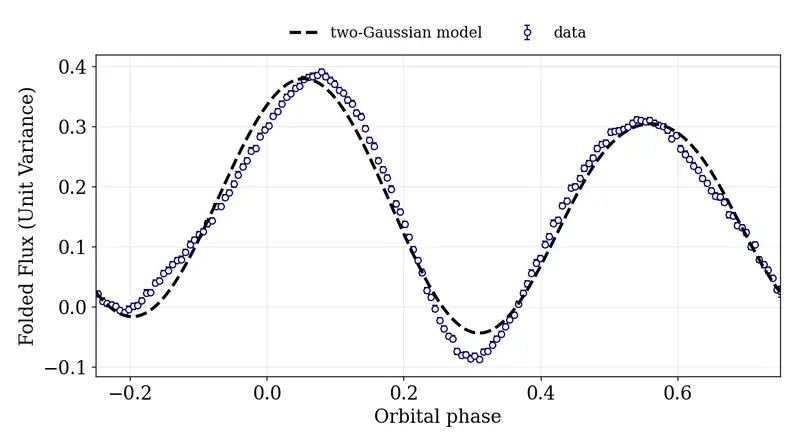 two-Gaussian model
data
Folded Flux (Unit Variance)
0.4
0.3
0.2
0.1
0.0
−0.1
−0.2
0.0
0.2
0.4
0.6
Orbital phase